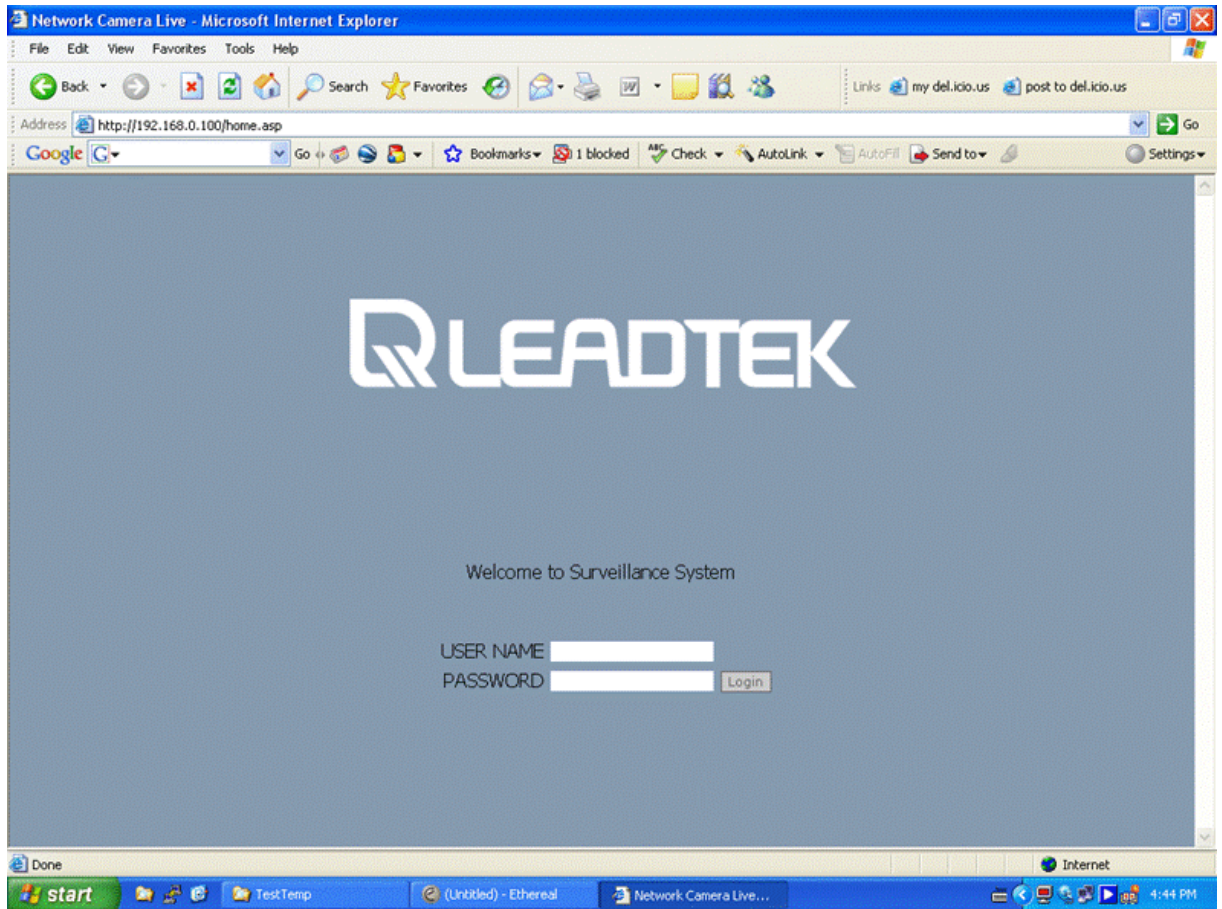 Network Camera Live - Microsoft Internet Explorer
File Edit View Favorites Tools Help
Back Search Favorites Links my del.icio.us post to del.icio.us
Address http://192.168.0.100/home.asp Go
Google G Go Bookmarks 1 blocked ABC Check AutoLink AutoFill Send to Settings
LEADTEK
Welcome to Surveillance System
USER NAME
PASSWORD Login
Done Internet
start TestTemp (Untitled) - Ethereal Network Camera Live... 4:44 PM